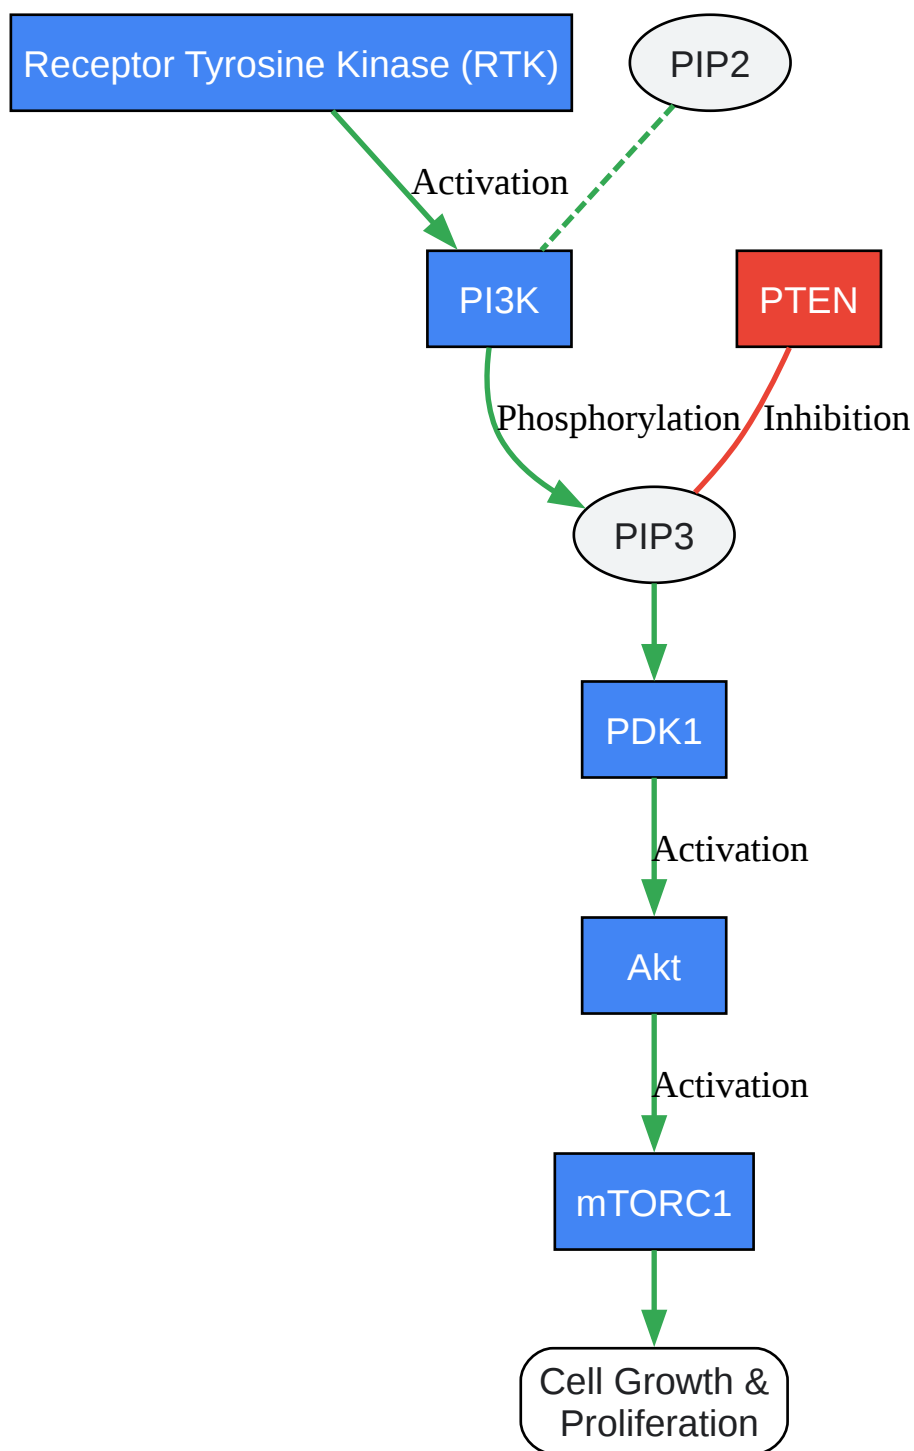 Receptor Tyrosine Kinase (RTK)
PIP2
Activation
PI3K
PTEN
Phosphorylation
Inhibition
PIP3
PDK1
Activation
Akt
Activation
mTORC1
Cell Growth &
Proliferation